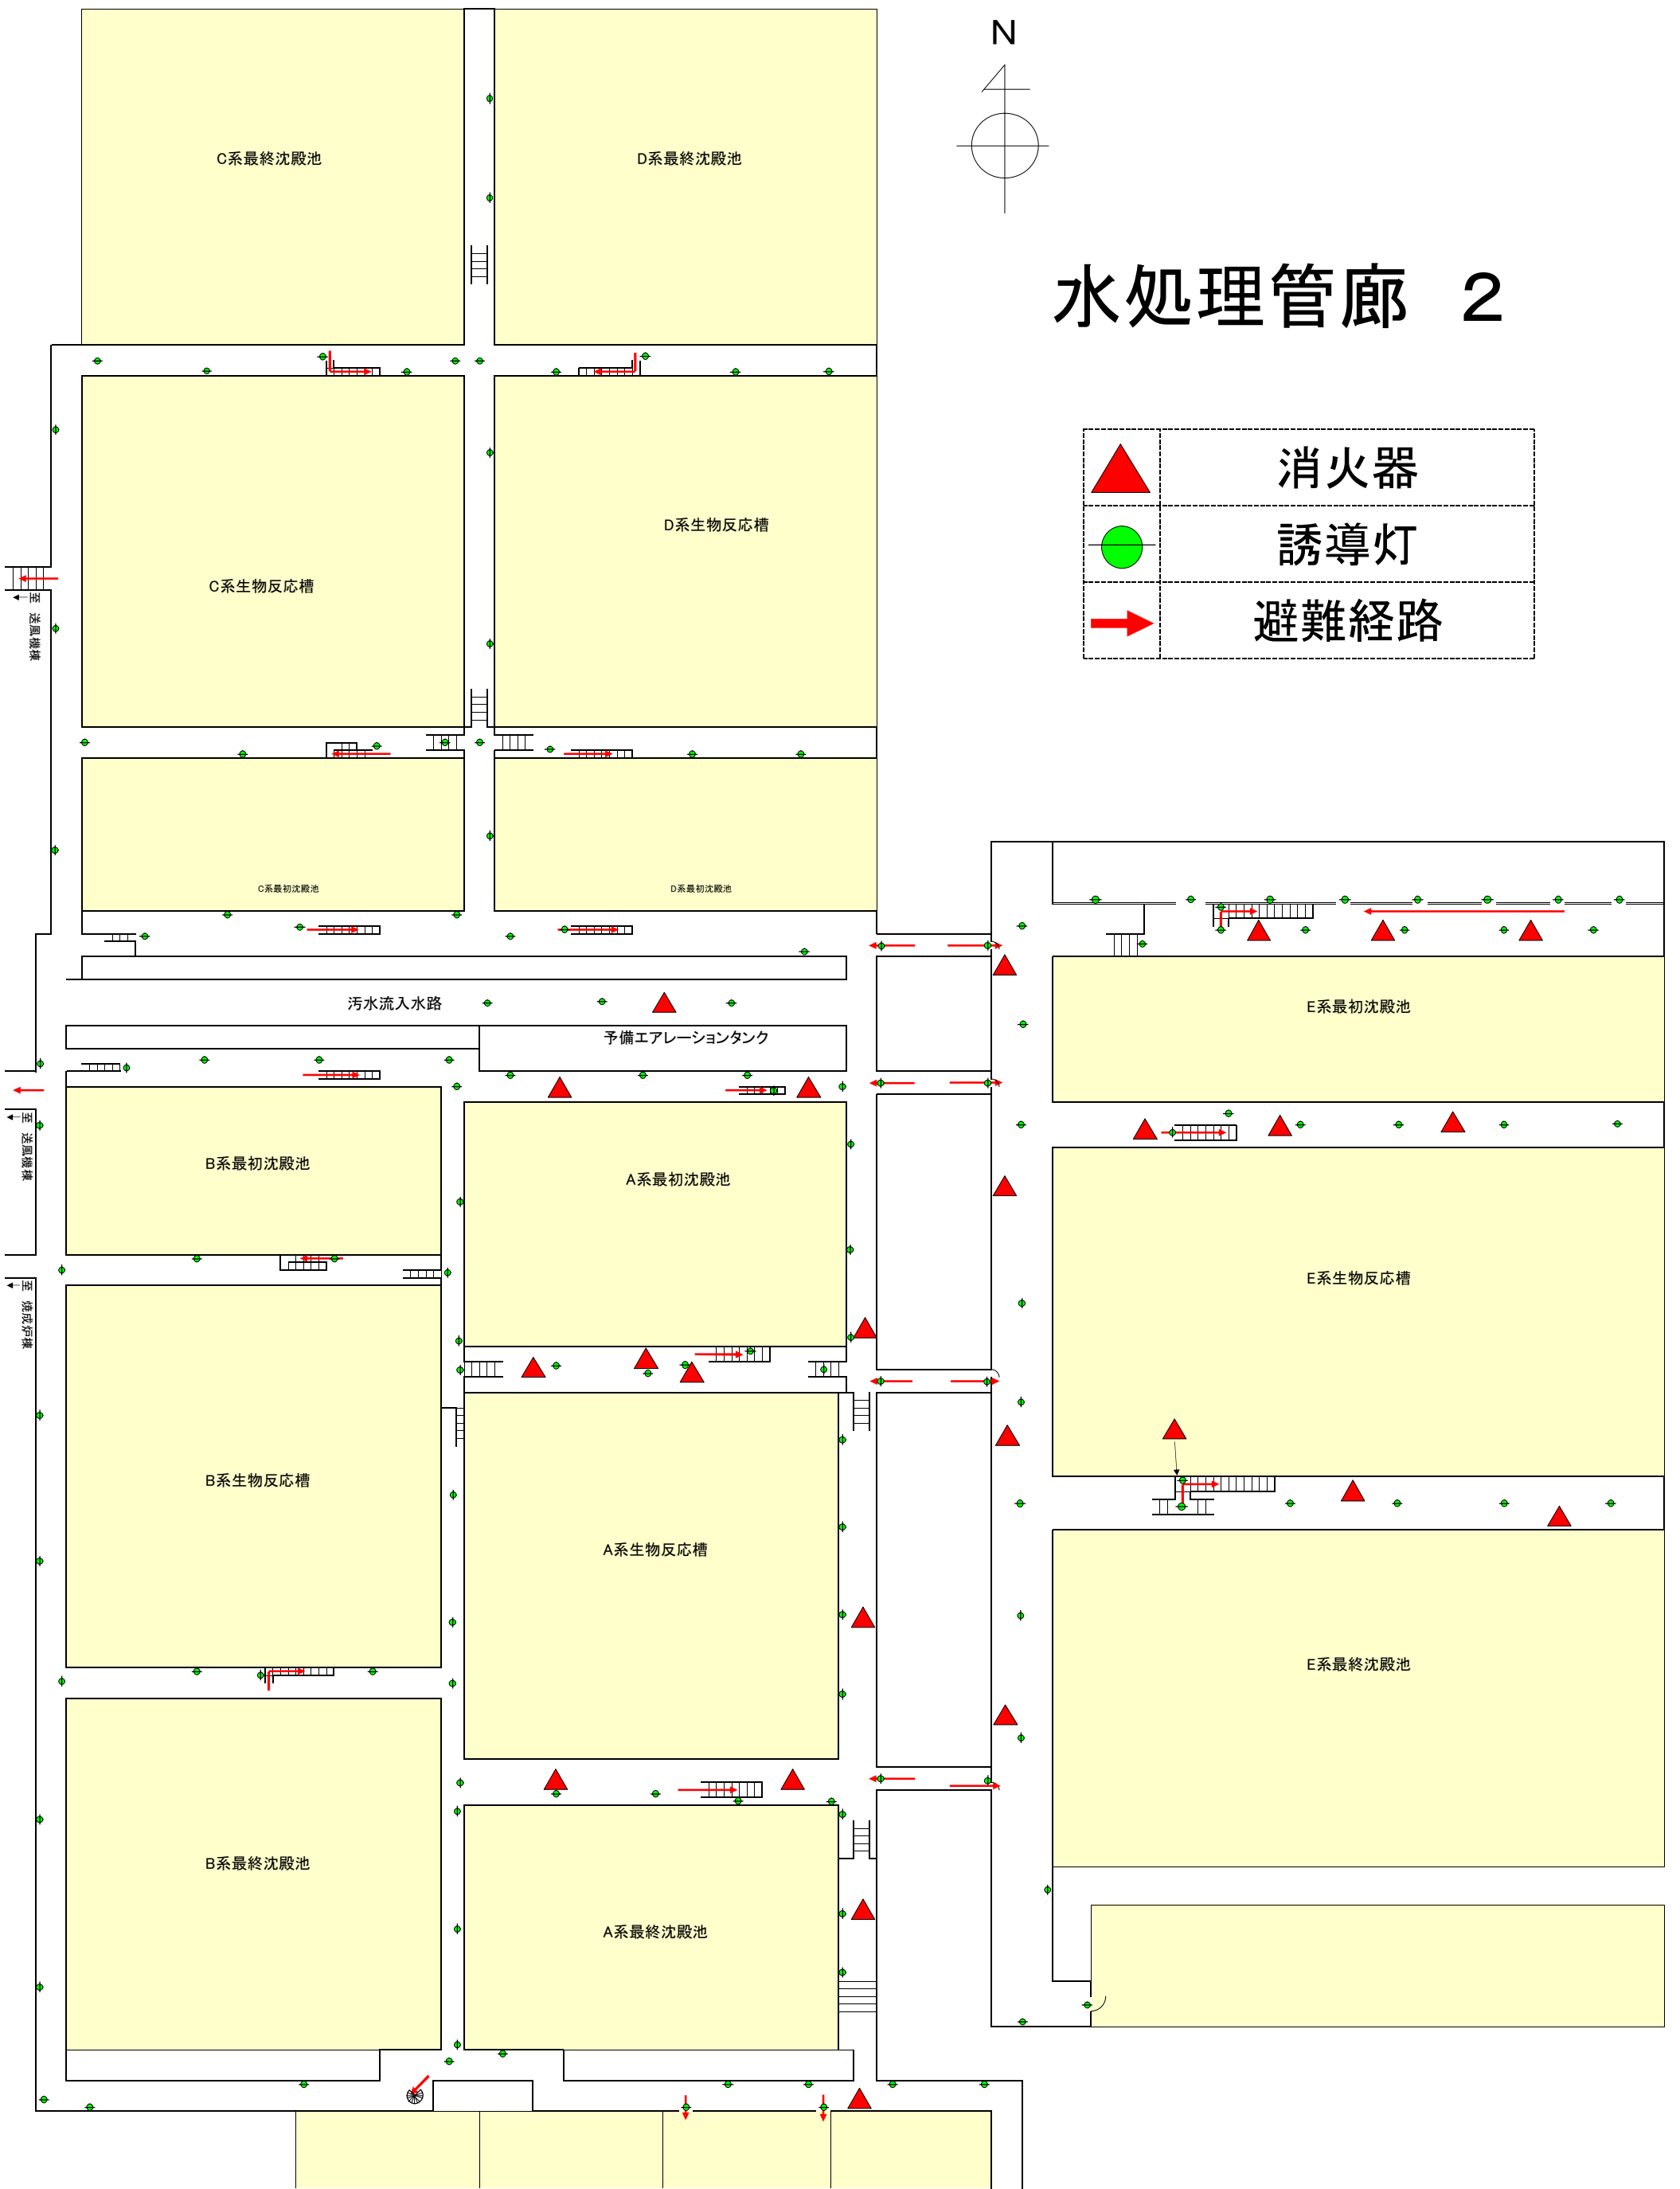 N
C系最終沈殿池
D系最終沈殿池
水処理管廊　２
消火器
誘導灯
避難経路
D系生物反応槽
C系生物反応槽
至　送風機棟
C系最初沈殿池
D系最初沈殿池
汚水流入水路
予備エアレーションタンク
E系最初沈殿池
至　送風機棟
B系最初沈殿池
A系最初沈殿池
至　焼成炉棟
E系生物反応槽
B系生物反応槽
A系生物反応槽
E系最終沈殿池
B系最終沈殿池
A系最終沈殿池